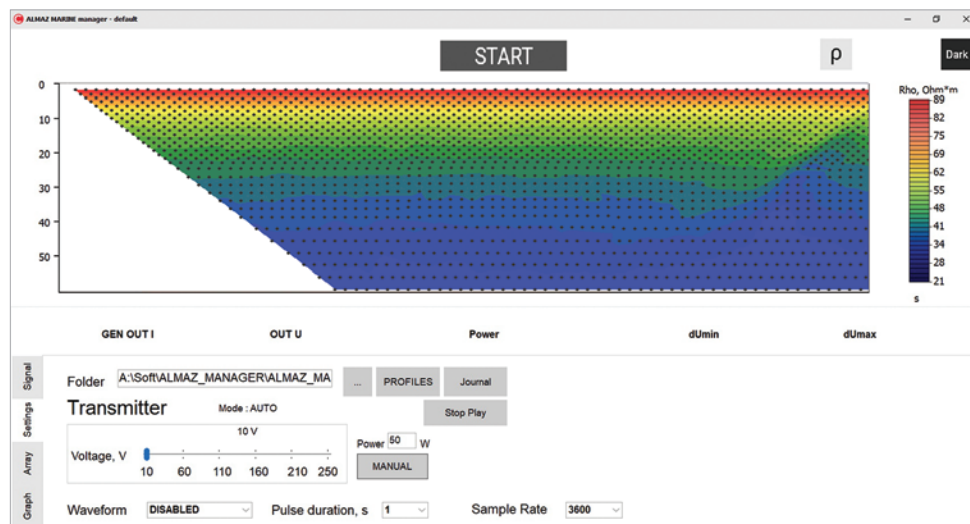 ALMAZ MARINE manager - default
START
ρ
Dark
Rho, Ohm*m
0
10
20
30
40
50
89
82
75
69
62
55
48
41
34
28
21
s
GEN OUT I OUT U Power dUmin dUmax
Signal
Settings
Array
Graph
Folder A:\Soft\ALMAZ_MANAGER\ALMAZ_MA ... PROFILES Journal
Transmitter Mode : AUTO Stop Play
10 V
Voltage, V
10 60 110 160 210 250
Power 50 W
MANUAL
Waveform DISABLED Pulse duration, s 1 Sample Rate 3600